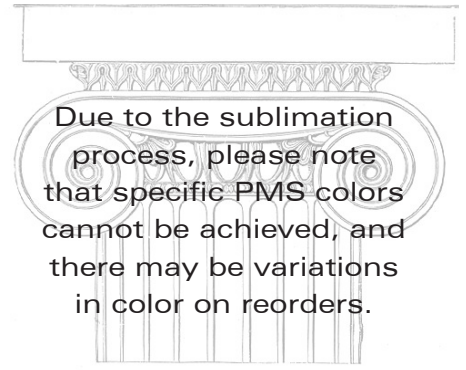 Due to the sublimation
process, please note
that specific PMS colors
cannot be achieved, and
there may be variations
in color on reorders.